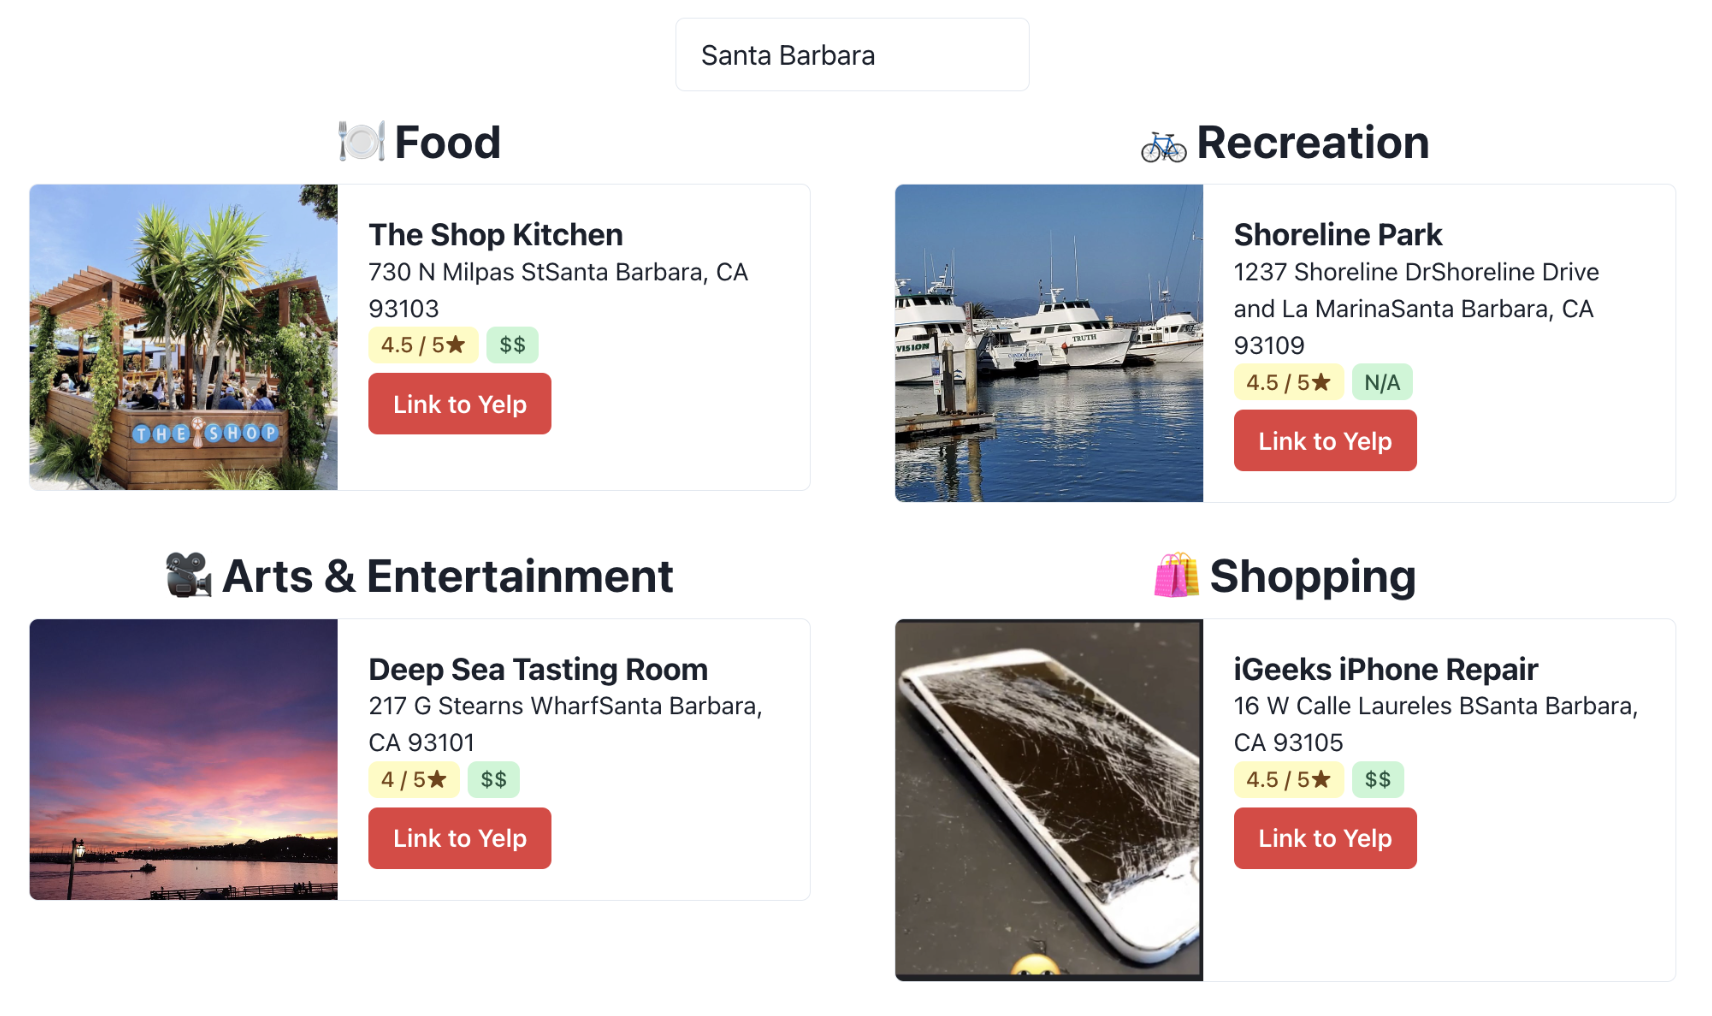 Santa Barbara
Food
The Shop Kitchen
730 N Milpas StSanta Barbara, CA
93103
4.5 / 5★ $$
Link to Yelp
THE SHOP
Recreation
Shoreline Park
1237 Shoreline DrShoreline Drive
and La MarinaSanta Barbara, CA
93109
4.5 / 5★ N/A
Link to Yelp
VISION
TRUTH
Arts & Entertainment
Deep Sea Tasting Room
217 G Stearns WharfSanta Barbara,
CA 93101
4 / 5★ $$
Link to Yelp
Shopping
iGeeks iPhone Repair
16 W Calle Laureles BSanta Barbara,
CA 93105
4.5 / 5★ $$
Link to Yelp